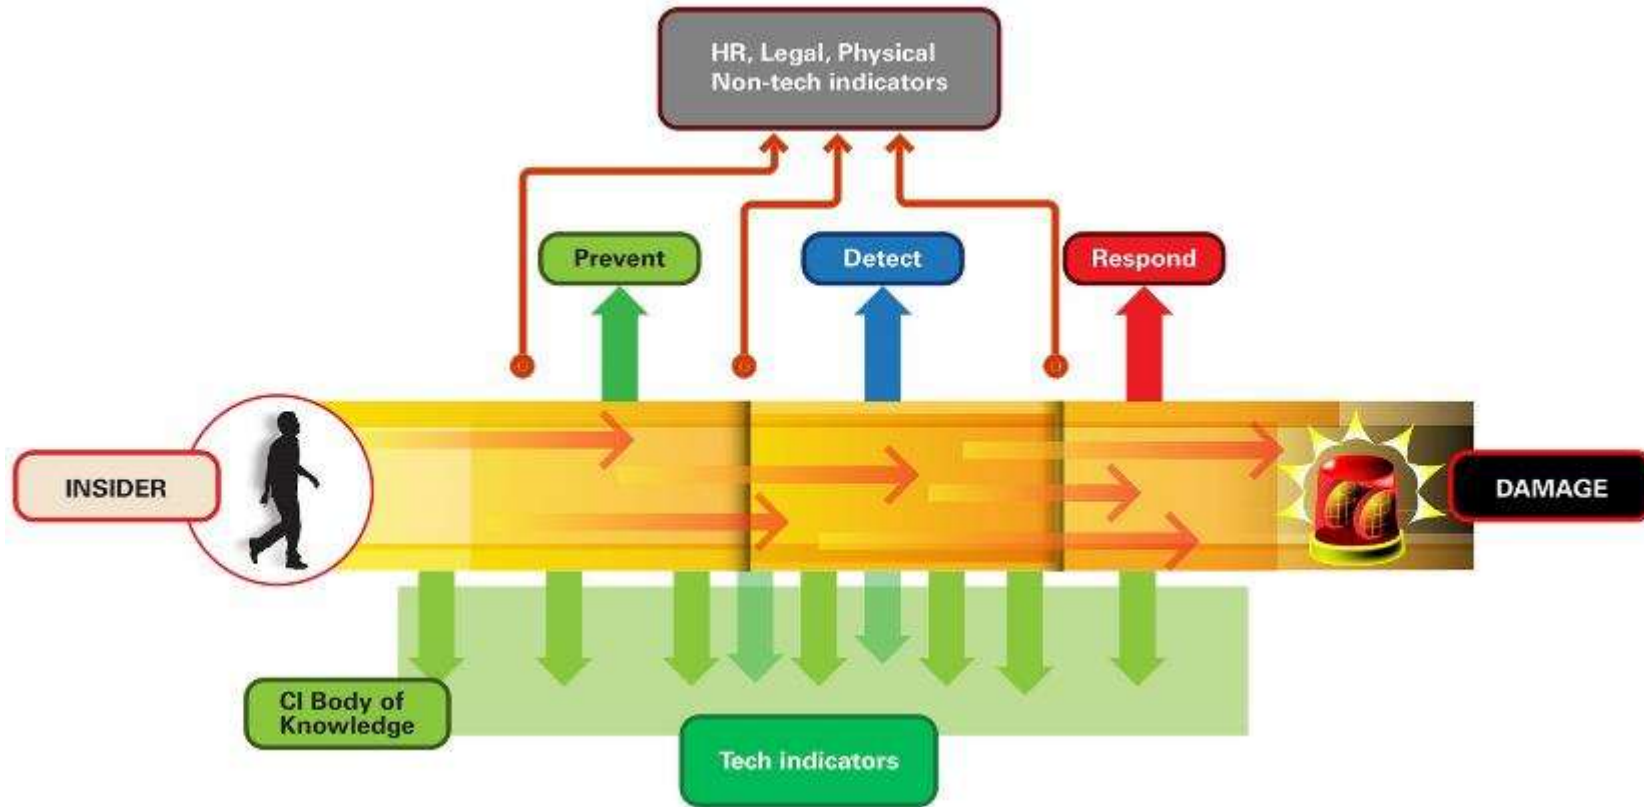 HR, Legal, Physical
Non-tech indicators
Prevent
Detect
Respond
INSIDER
DAMAGE
CI Body of
Knowledge
Tech indicators